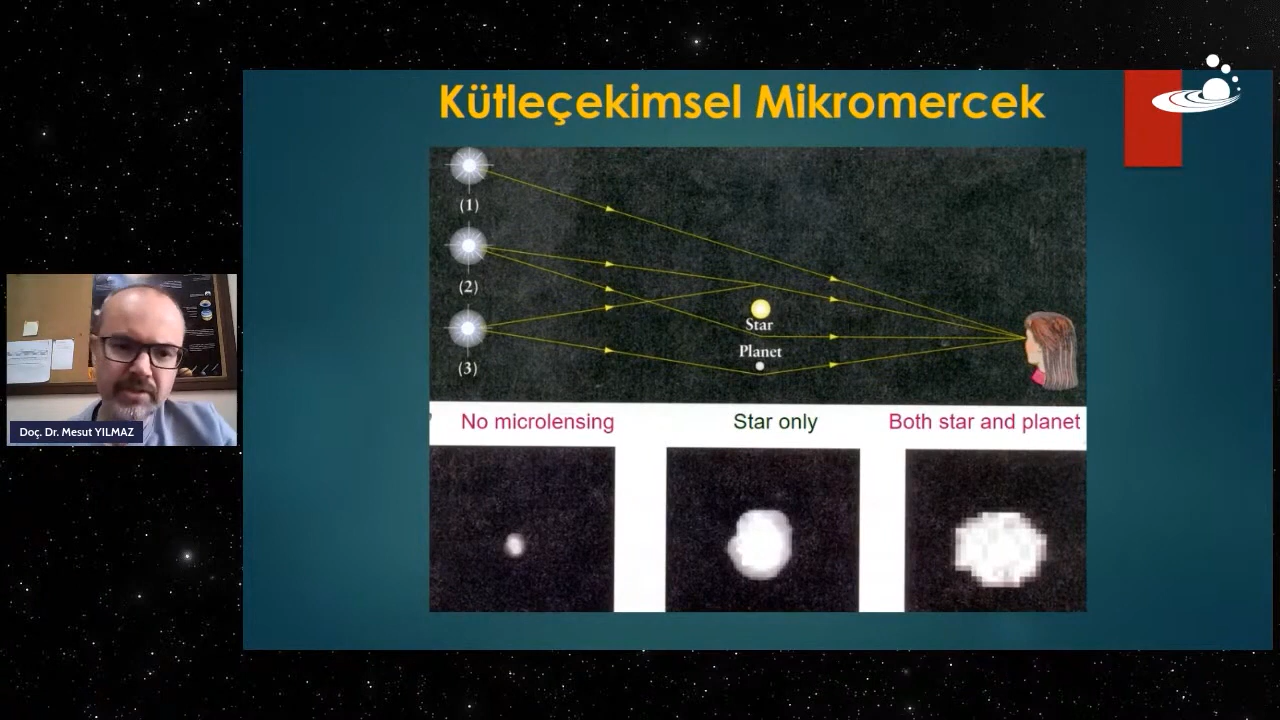 Kütleçekimsel Mikromercek
(1)
(2)
(3)
Star
Planet
No microlensing
Star only
Both star and planet
Doç. Dr. Mesut YILMAZ